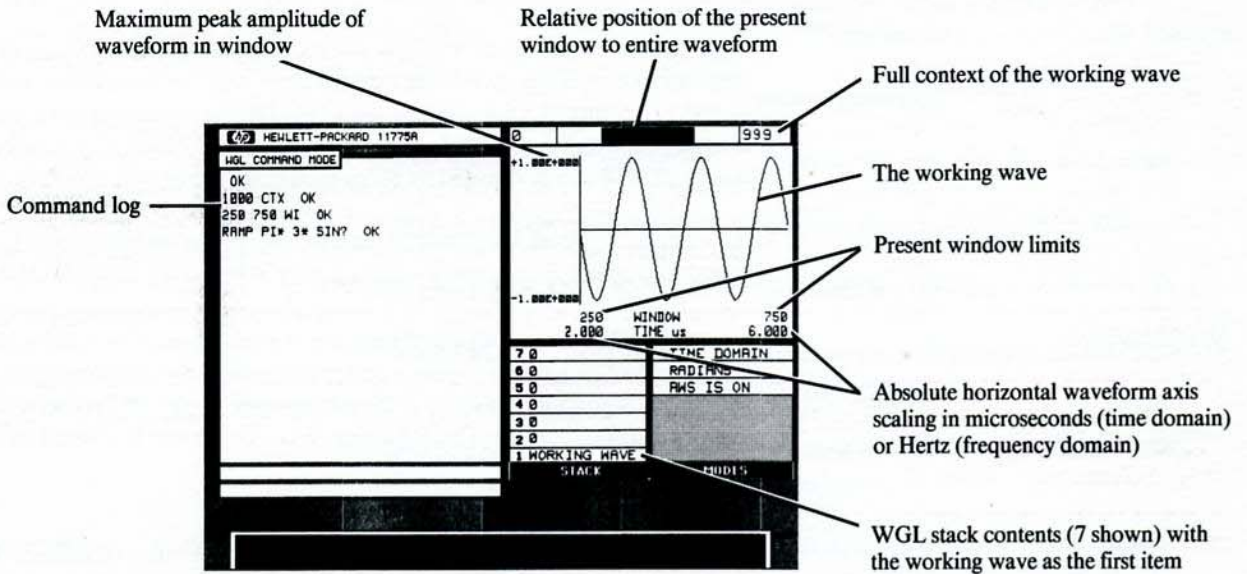 Maximum peak amplitude of
waveform in window
Relative position of the present
window to entire waveform
Full context of the working wave
hp HEWLETT-PACKARD 11775A
0 999
WGL COMMAND MODE
OK
1000 CTX OK
250 750 WI OK
RAMP PI* 3* SIN? OK
Command log
+1.00E+000
The working wave
Present window limits
-1.00E+000
250 WINDOW 750
2.000 TIME us 6.000
7 0
6 0
5 0
4 0
3 0
2 0
1 WORKING WAVE
STACK
TIME DOMAIN
RADIANS
AWS IS ON
MODES
Absolute horizontal waveform axis
scaling in microseconds (time domain)
or Hertz (frequency domain)
WGL stack contents (7 shown) with
the working wave as the first item